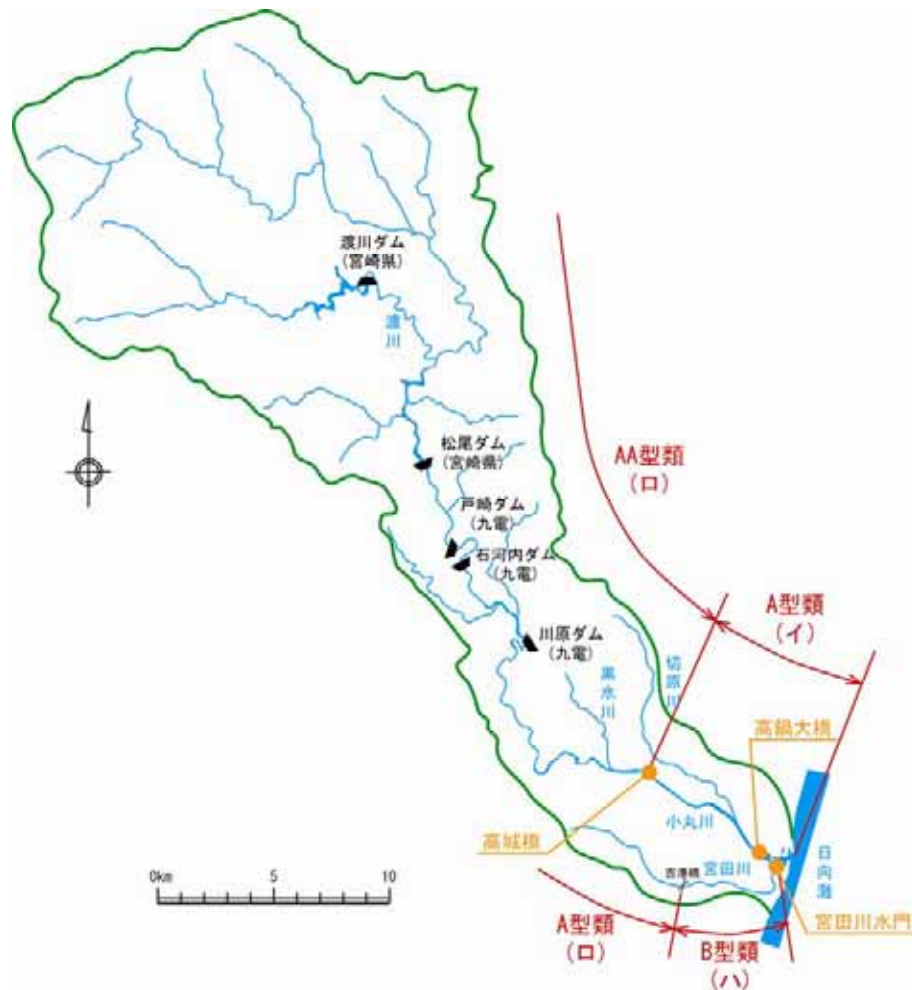 渡川ダム
(宮崎県)
渡川
松尾ダム
(宮崎県)
戸崎ダム
(九電)
石河内ダム
(九電)
川原ダム
(九電)
AA型類
(ロ)
A型類
(イ)
切原川
黒水川
高鍋大橋
小丸川
高城橋
日向灘
宮田川
宮田川水門
0km
5
10
A型類
(ロ)
B型類
(ハ)